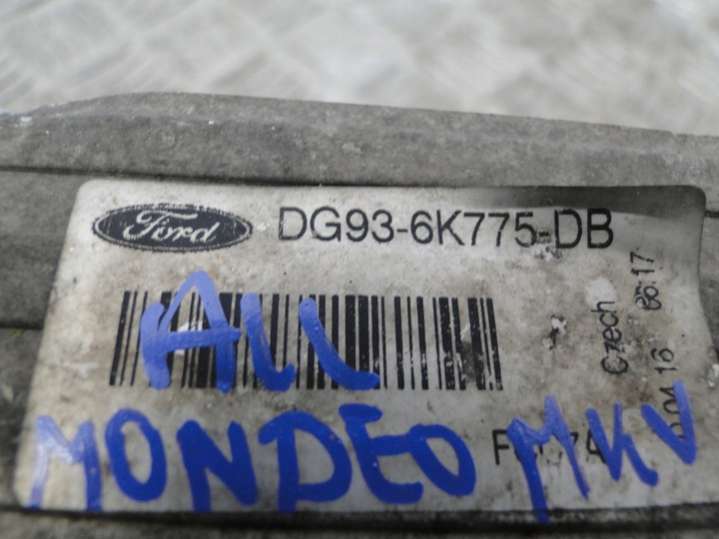 Ford DG93-6K775-DB
Czech
ALL
MONDEO MKV